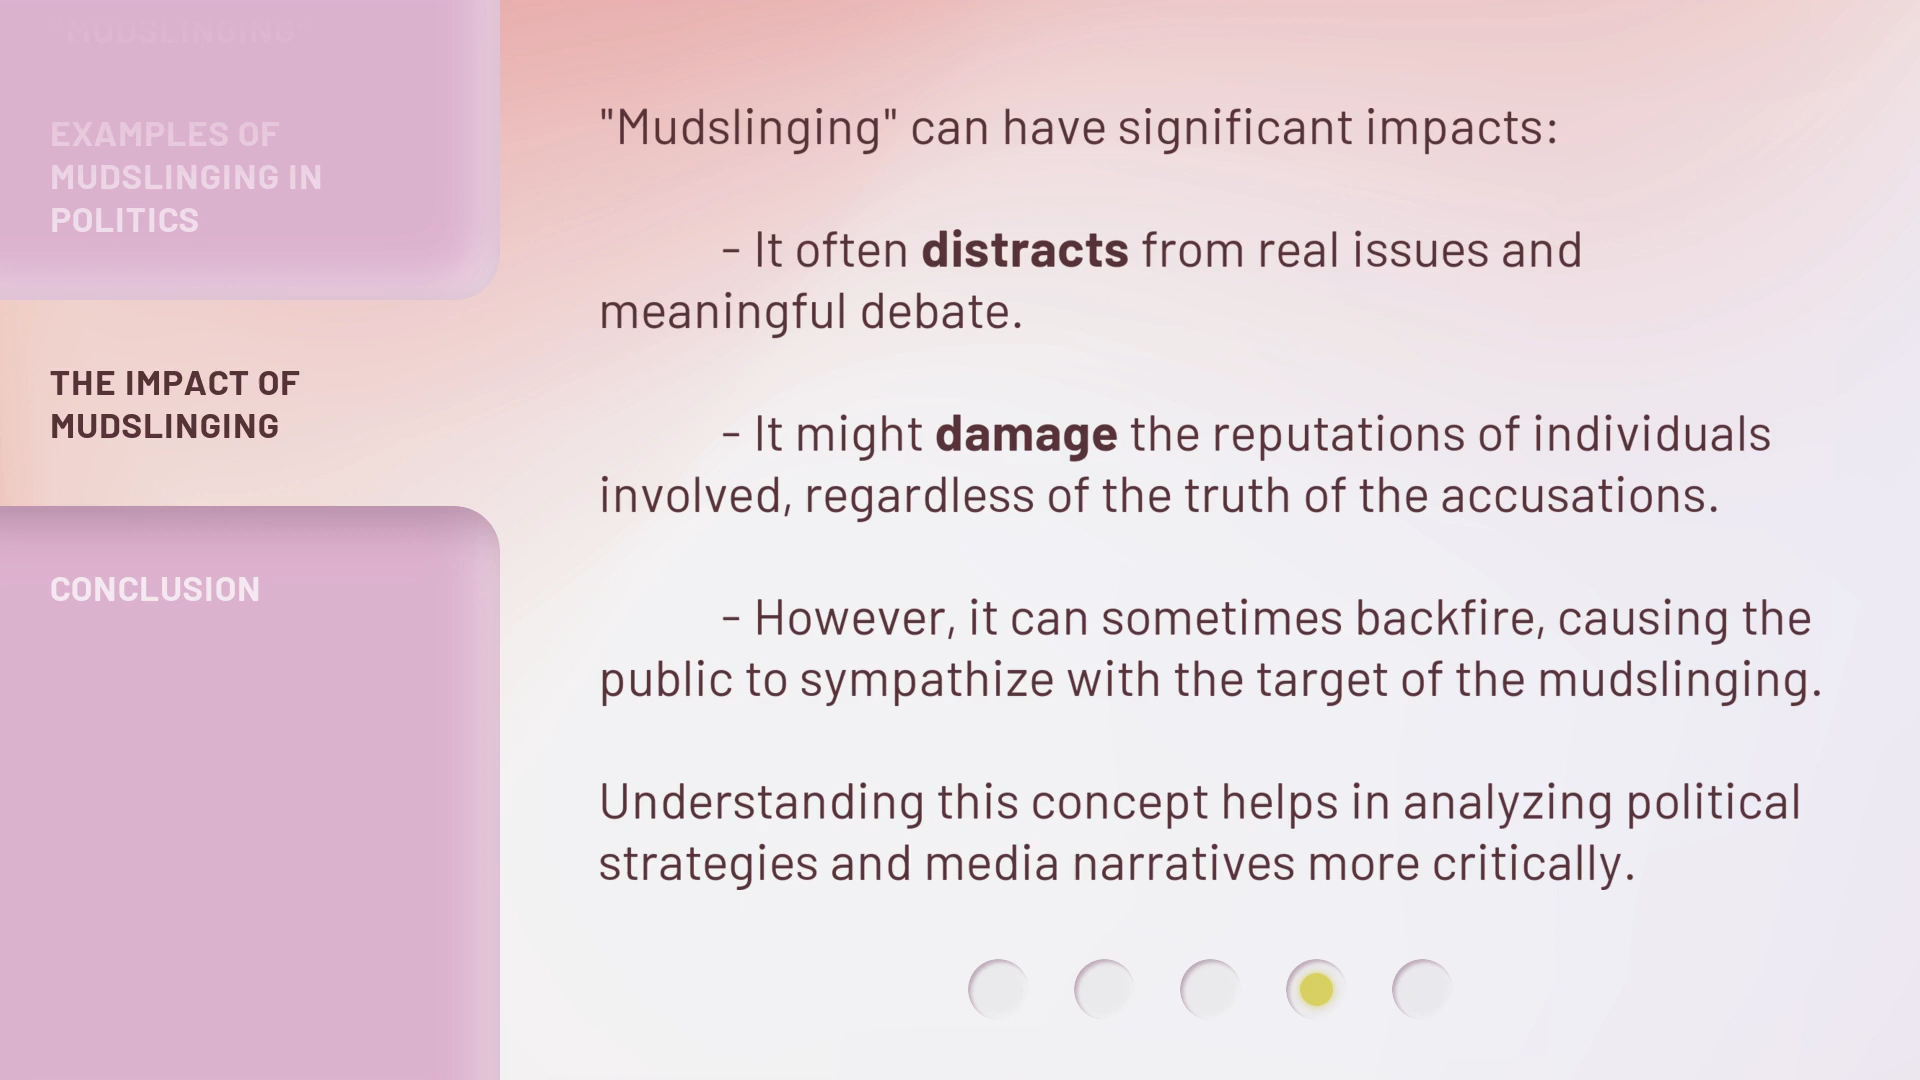 MUDSLINGING"
EXAMPLES OF
MUDSLINGING IN
POLITICS
THE IMPACT OF
MUDSLINGING
CONCLUSION
"Mudslinging" can have significant impacts:
- It often distracts from real issues and
meaningful debate.
- It might damage the reputations of individuals
involved, regardless of the truth of the accusations.
- However, it can sometimes backfire, causing the
public to sympathize with the target of the mudslinging.
Understanding this concept helps in analyzing political
strategies and media narratives more critically.